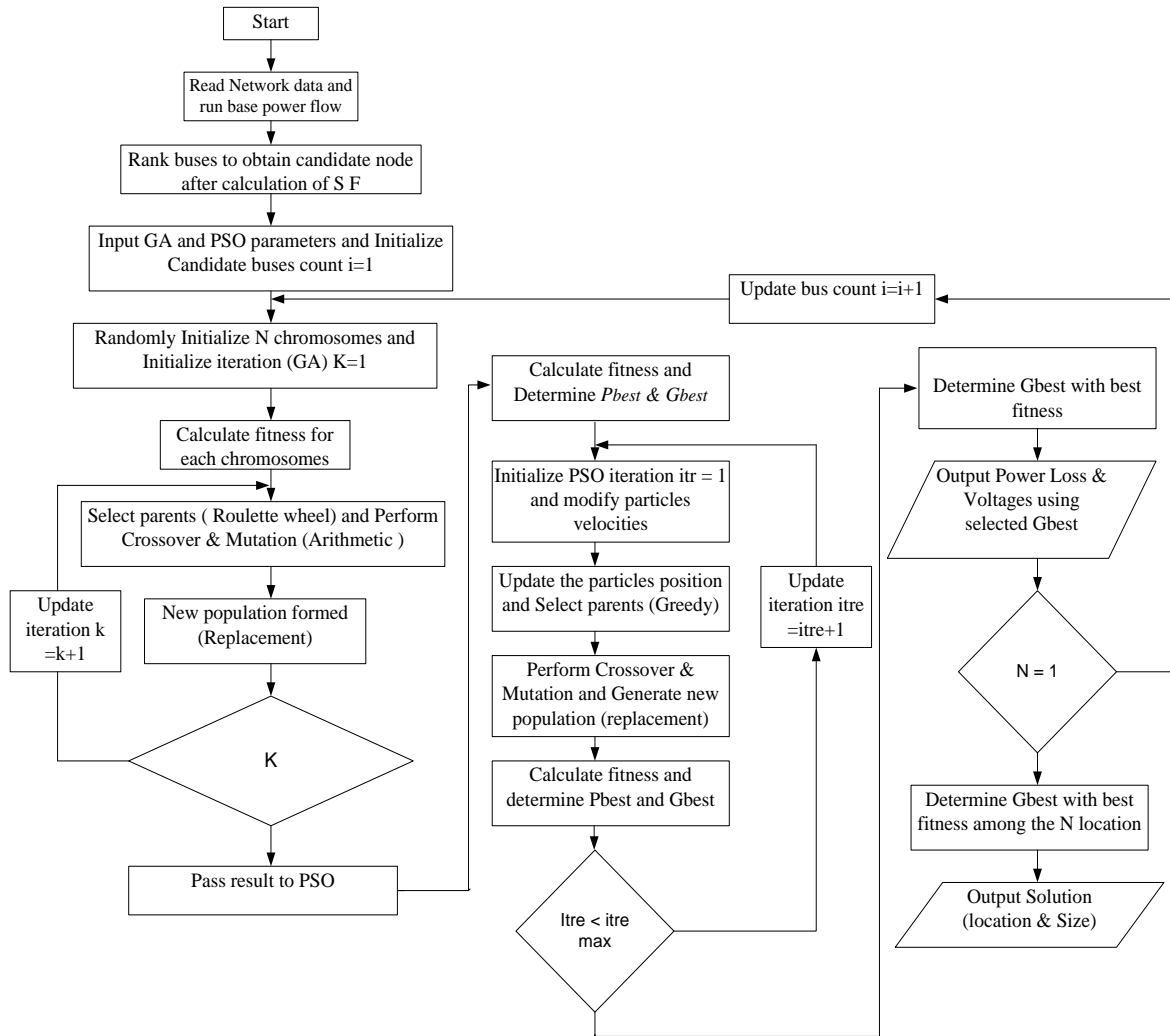 Start
Read Network data and
run base power flow
Rank buses to obtain candidate node
after calculation of S F
Input GA and PSO parameters and Initialize
Candidate buses count i=1
Randomly Initialize N chromosomes and
Initialize iteration (GA) K=1
Calculate fitness for
each chromosomes
Select parents ( Roulette wheel) and Perform
Crossover & Mutation (Arithmetic )
Update
iteration k
=k+1
New population formed
(Replacement)
K
Pass result to PSO
Calculate fitness and
Determine Pbest & Gbest
Initialize PSO iteration itr = 1
and modify particles
velocities
Update the particles position
and Select parents (Greedy)
Update
iteration itre
=itre+1
Perform Crossover &
Mutation and Generate new
population (replacement)
Calculate fitness and
determine Pbest and Gbest
Itre < itre
max
Update bus count i=i+1
Determine Gbest with best
fitness
Output Power Loss &
Voltages using
selected Gbest
N = 1
Determine Gbest with best
fitness among the N location
Output Solution
(location & Size)